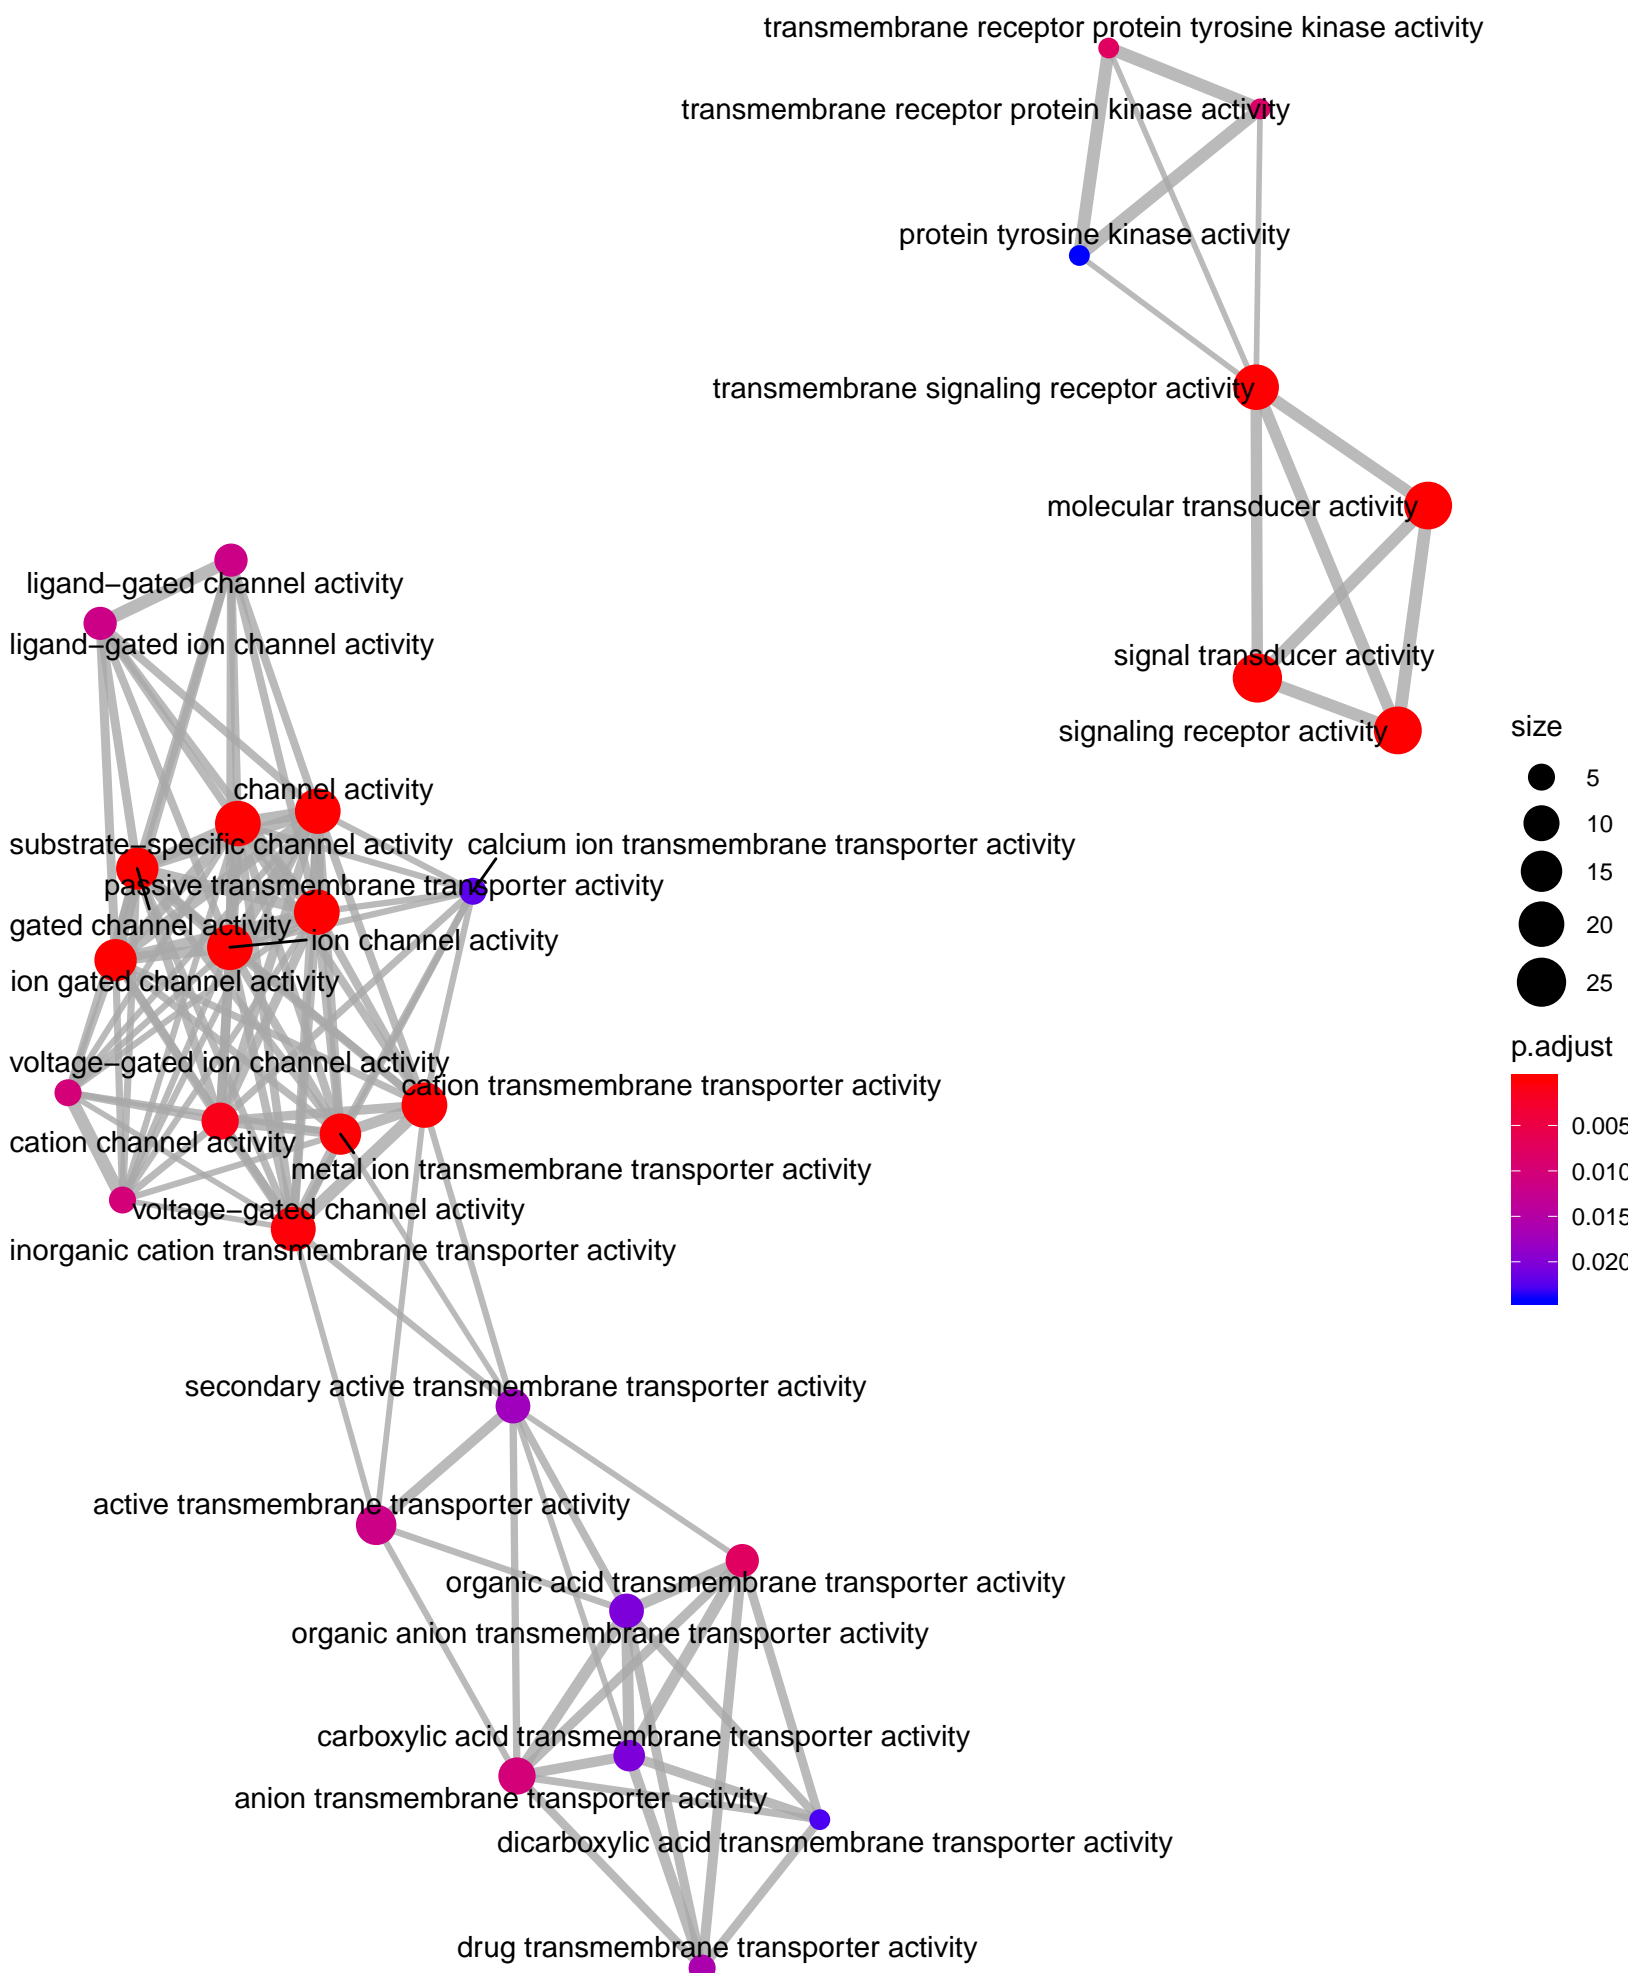 transmembrane receptor protein tyrosine kinase activity
transmembrane receptor protein kinase activity
protein tyrosine kinase activity
transmembrane signaling receptor activity
molecular transducer activity
ligand−gated channel activity
ligand−gated ion channel activity
signal transducer activity
signaling receptor activity
size
5
10
15
20
25
channel activity
substrate−specific channel activity
calcium ion transmembrane transporter activity
passive transmembrane transporter activity
gated channel activity
ion channel activity
ion gated channel activity
p.adjust
0.005
0.010
0.015
0.020
voltage−gated ion channel activity
cation transmembrane transporter activity
cation channel activity
metal ion transmembrane transporter activity
voltage−gated channel activity
inorganic cation transmembrane transporter activity
secondary active transmembrane transporter activity
active transmembrane transporter activity
organic acid transmembrane transporter activity
organic anion transmembrane transporter activity
carboxylic acid transmembrane transporter activity
anion transmembrane transporter activity
dicarboxylic acid transmembrane transporter activity
drug transmembrane transporter activity